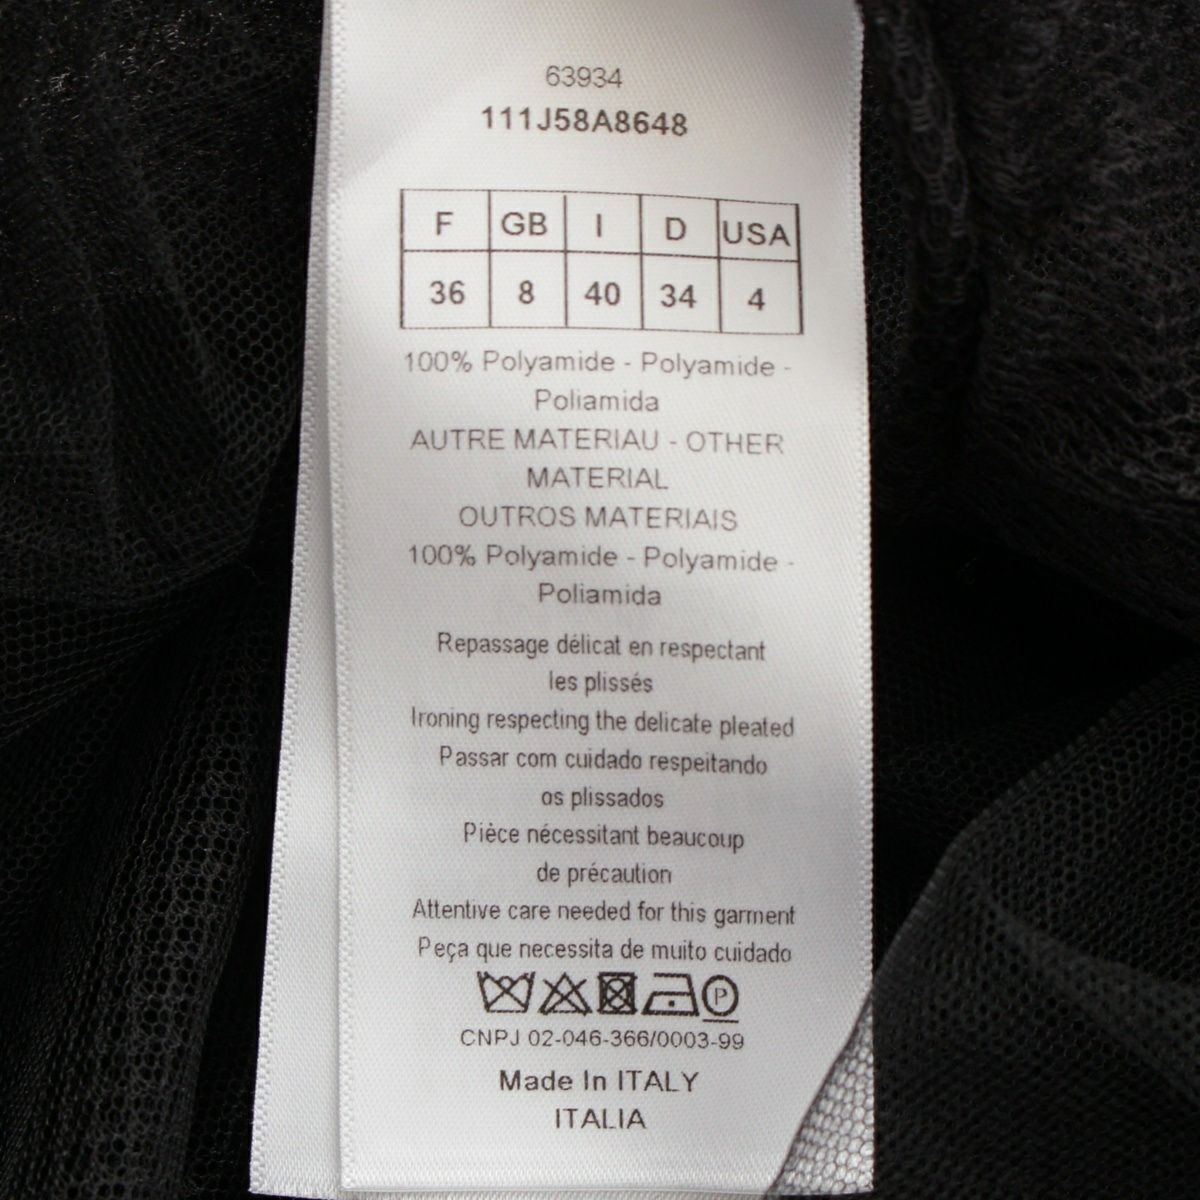 63934
111J58A8648
F GB I D USA
36 8 40 34 4
100% Polyamide - Polyamide -
Poliamida
AUTRE MATERIAU - OTHER
MATERIAL
OUTROS MATERIAIS
100% Polyamide - Polyamide -
Poliamida
Repassage délicat en respectant
les plissés
Ironing respecting the delicate pleated
Passar com cuidado respeitando
os plissados
Pièce nécessitant beaucoup
de précaution
Attentive care needed for this garment
Peça que necessita de muito cuidado
P
CNPJ 02-046-366/0003-99
Made In ITALY
ITALIA